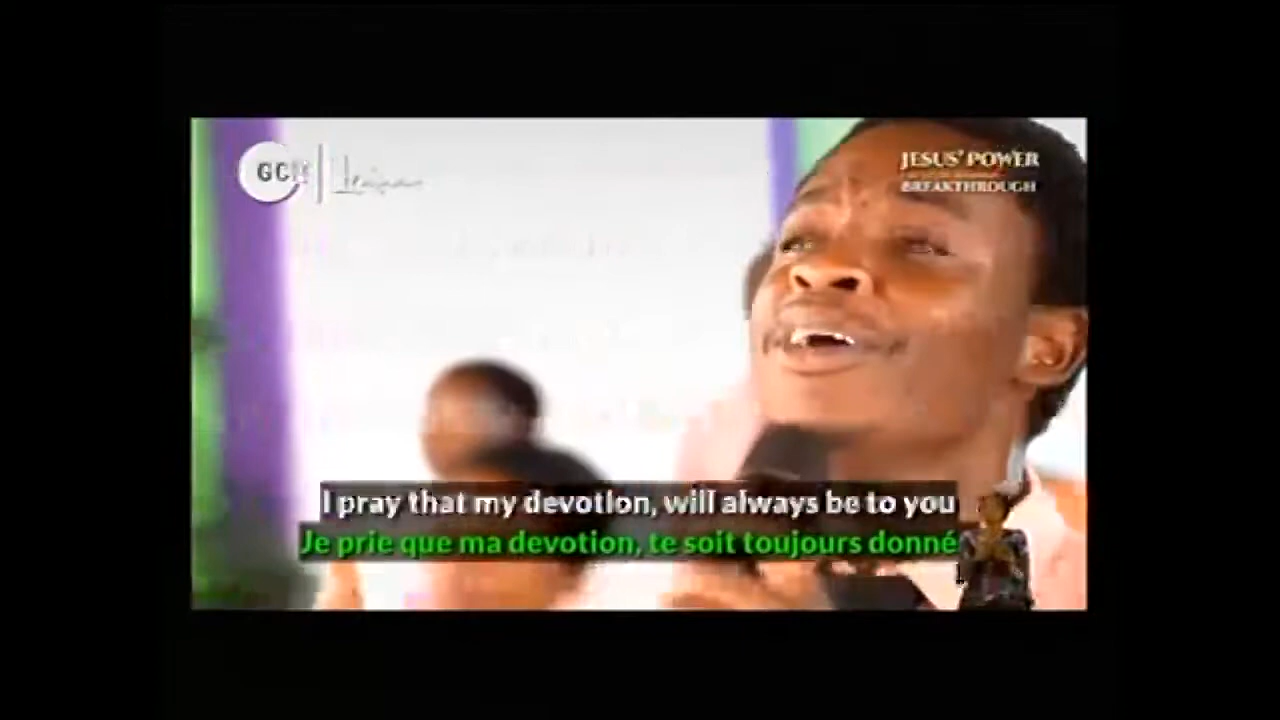 JESUS' POWER
BREAKTHROUGH
I pray that my devotion, will always be to you
Je prie que ma devotion, te soit toujours donné